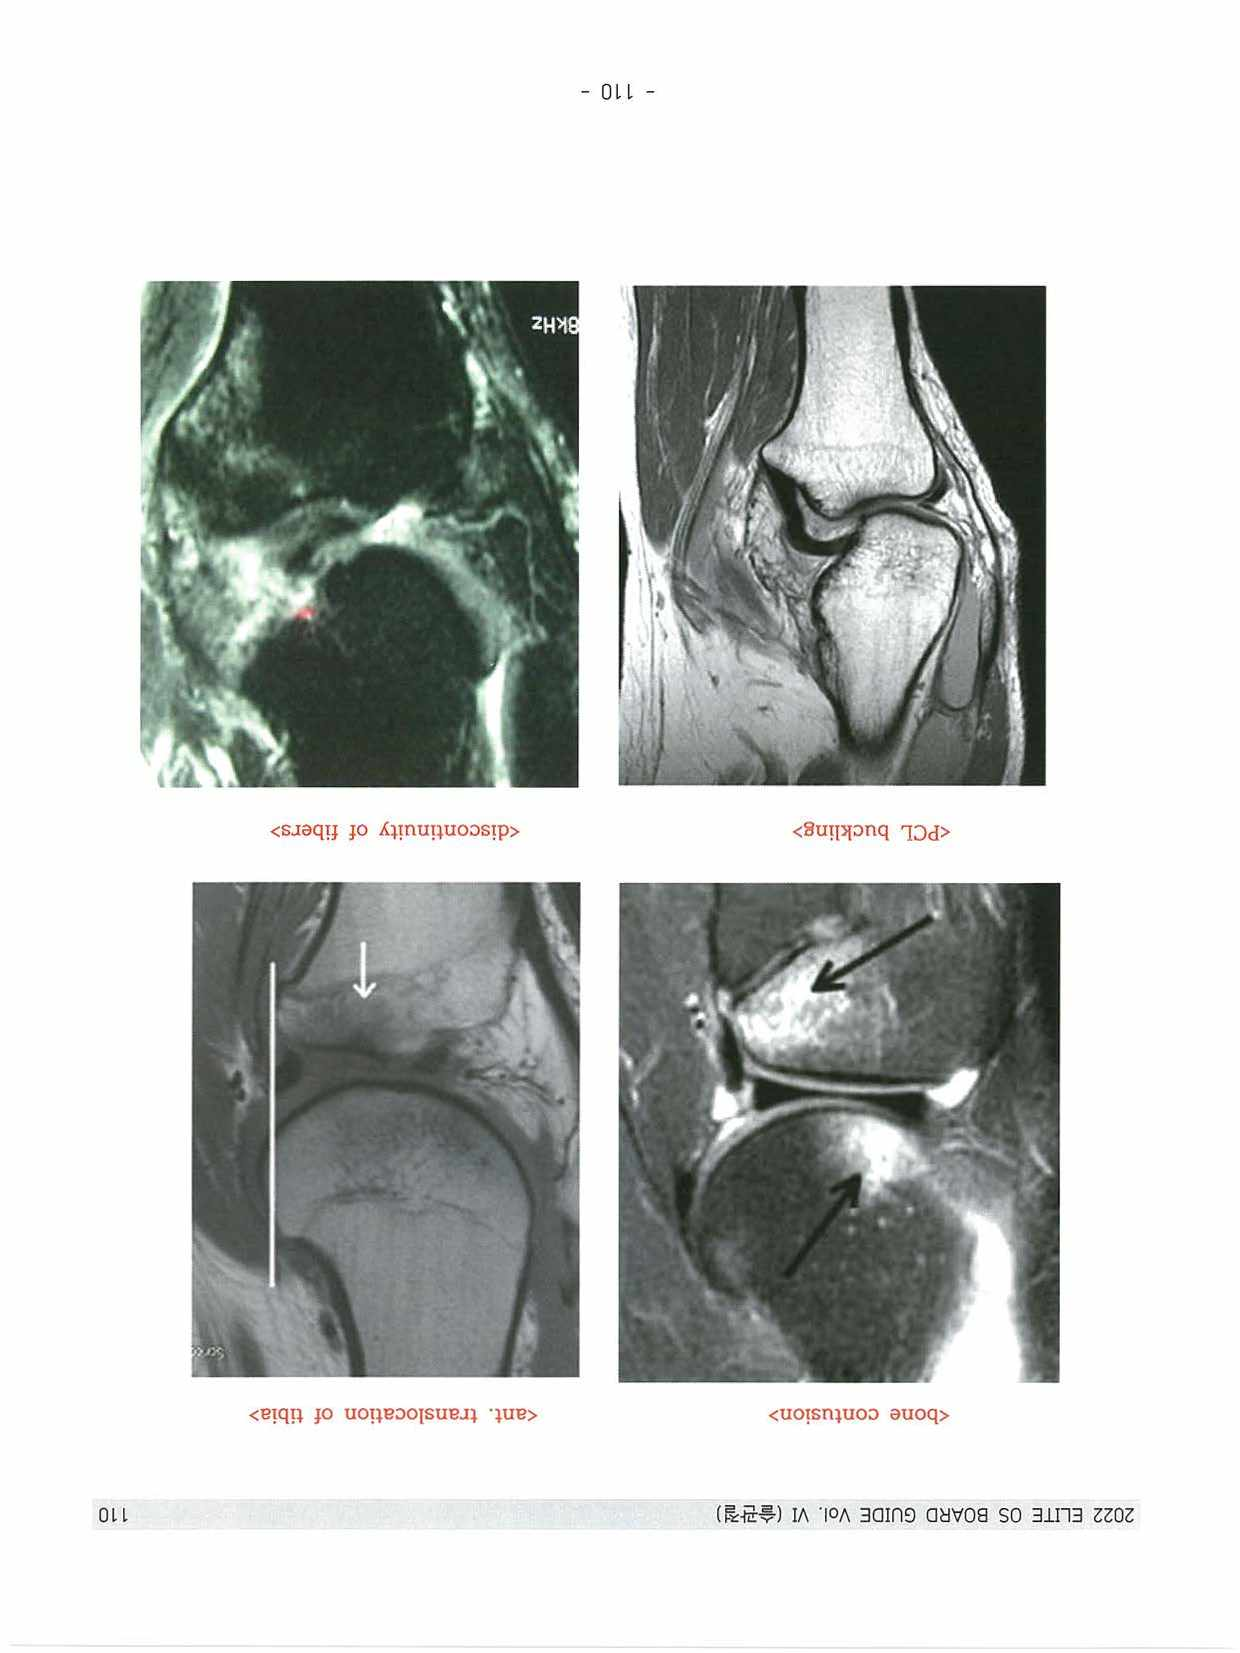 2022 ELITE OS BOARD GUIDE Vol. VI (슬관절) 110
<bone contusion> <ant. translocation of tibia>
<PCL buckling> <discontinuity of fibers>
8kHz
- 110 -